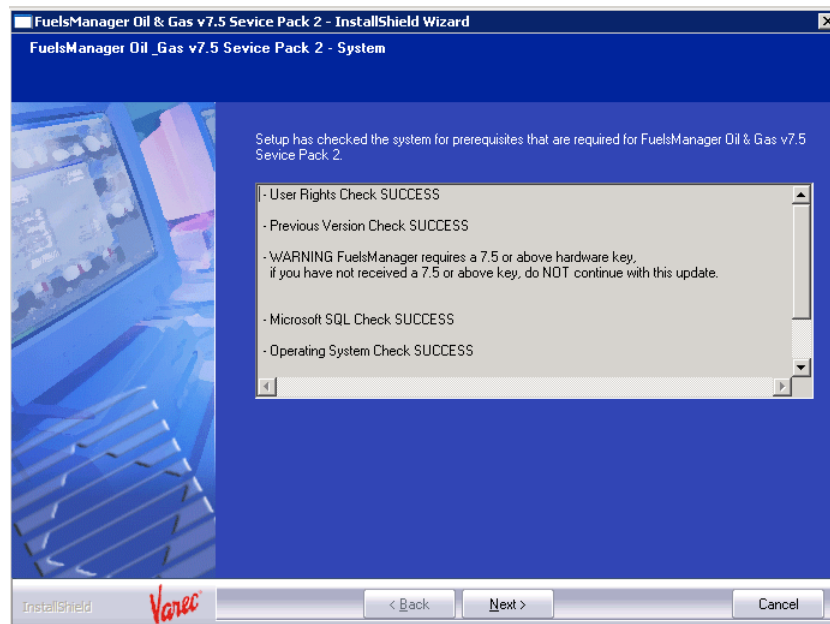 FuelsManager Oil & Gas v7.5 Sevice Pack 2 - InstallShield Wizard
FuelsManager Oil _Gas v7.5 Sevice Pack 2 - System
Setup has checked the system for prerequisites that are required for FuelsManager Oil & Gas v7.5
Sevice Pack 2.
- User Rights Check SUCCESS
- Previous Version Check SUCCESS
- WARNING FuelsManager requires a 7.5 or above hardware key,
if you have not received a 7.5 or above key, do NOT continue with this update.
- Microsoft SQL Check SUCCESS
- Operating System Check SUCCESS
InstallShield
Varec
< Back
Next >
Cancel